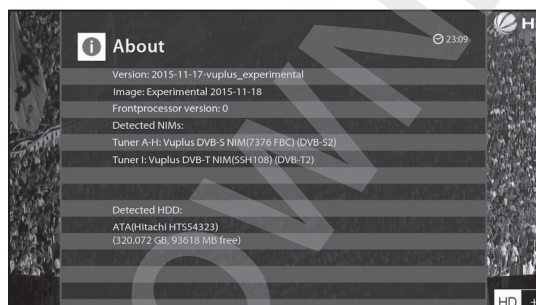 About
23:09
H
Version: 2015-11-17-vuplus_experimental
Image: Experimental 2015-11-18
Frontprocessor version: 0
Detected NIMs:
Tuner A-H: Vuplus DVB-S NIM(7376 FBC) (DVB-S2)
Tuner I: Vuplus DVB-T NIM(SSH108) (DVB-T2)
Detected HDD:
ATA(Hitachi HTS54323)
(320.072 GB, 93618 MB free)
HD +